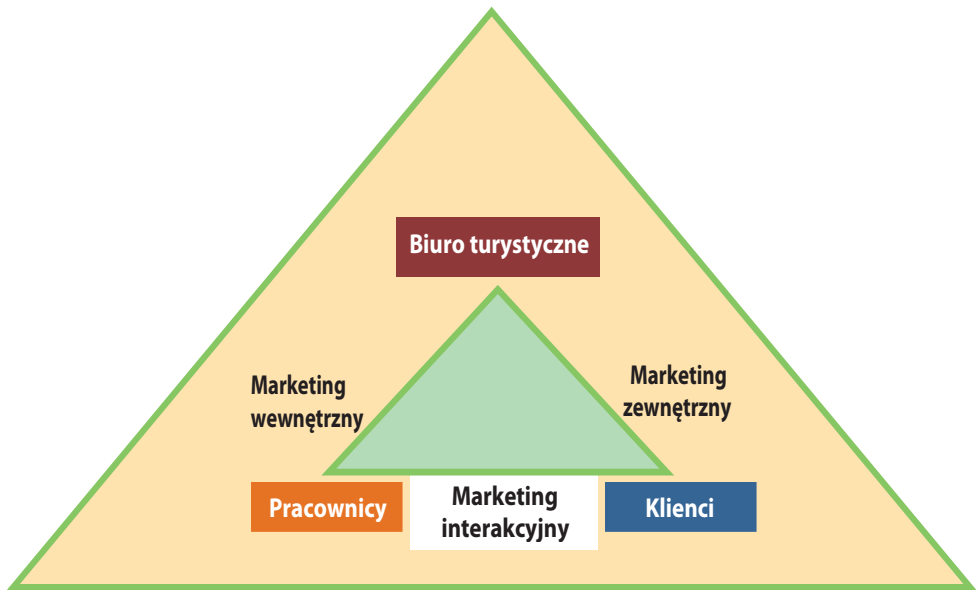 Biuro turystyczne
Marketing
wewnętrzny
Marketing
zewnętrzny
Pracownicy
Marketing
interakcyjny
Klienci